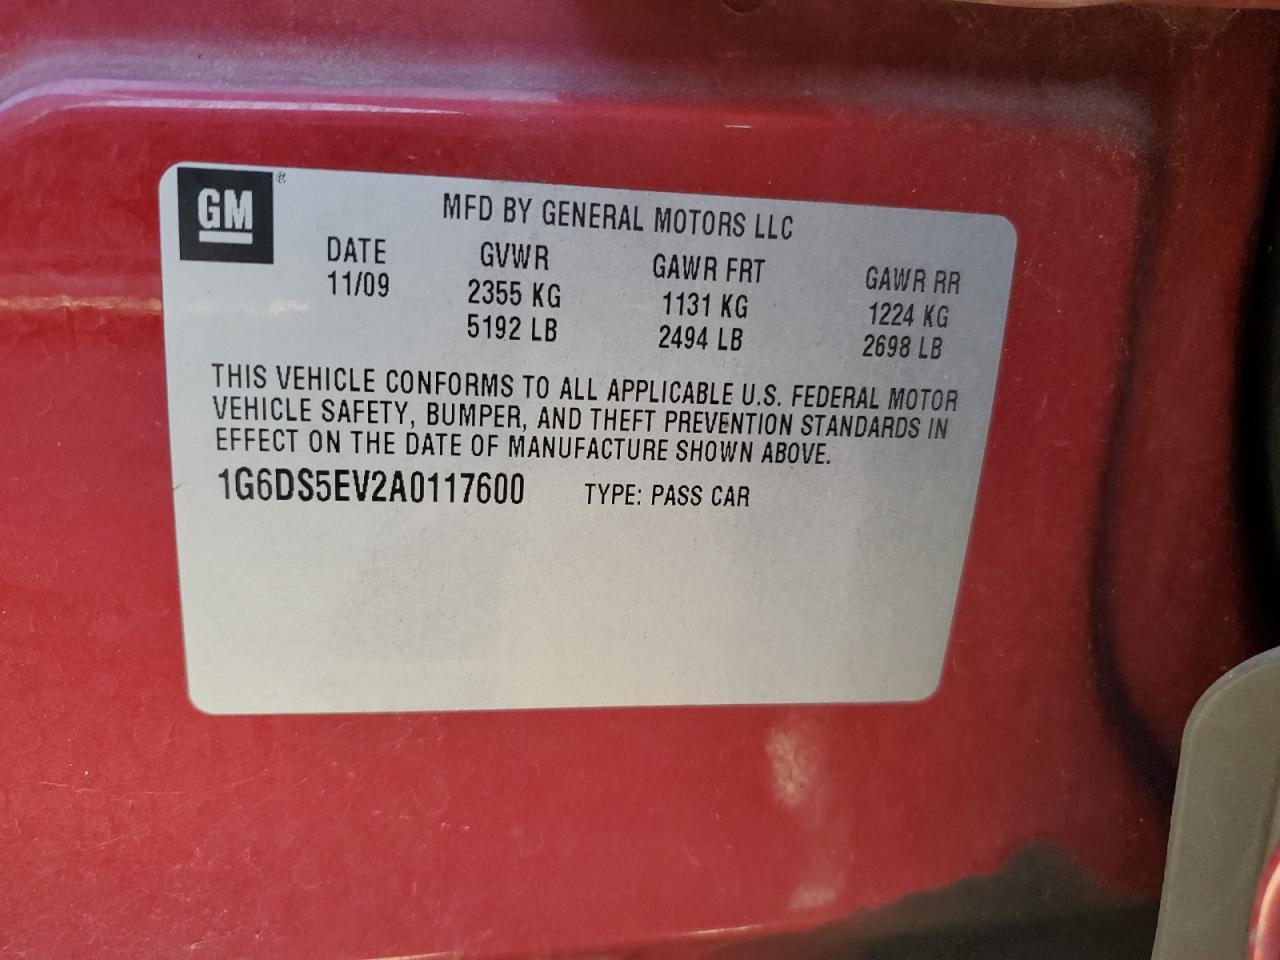 GM ®
MFD BY GENERAL MOTORS LLC
DATE GVWR GAWR FRT GAWR RR
11/09 2355 KG 1131 KG 1224 KG
5192 LB 2494 LB 2698 LB
THIS VEHICLE CONFORMS TO ALL APPLICABLE U.S. FEDERAL MOTOR
VEHICLE SAFETY, BUMPER, AND THEFT PREVENTION STANDARDS IN
EFFECT ON THE DATE OF MANUFACTURE SHOWN ABOVE.
1G6DS5EV2A0117600 TYPE: PASS CAR